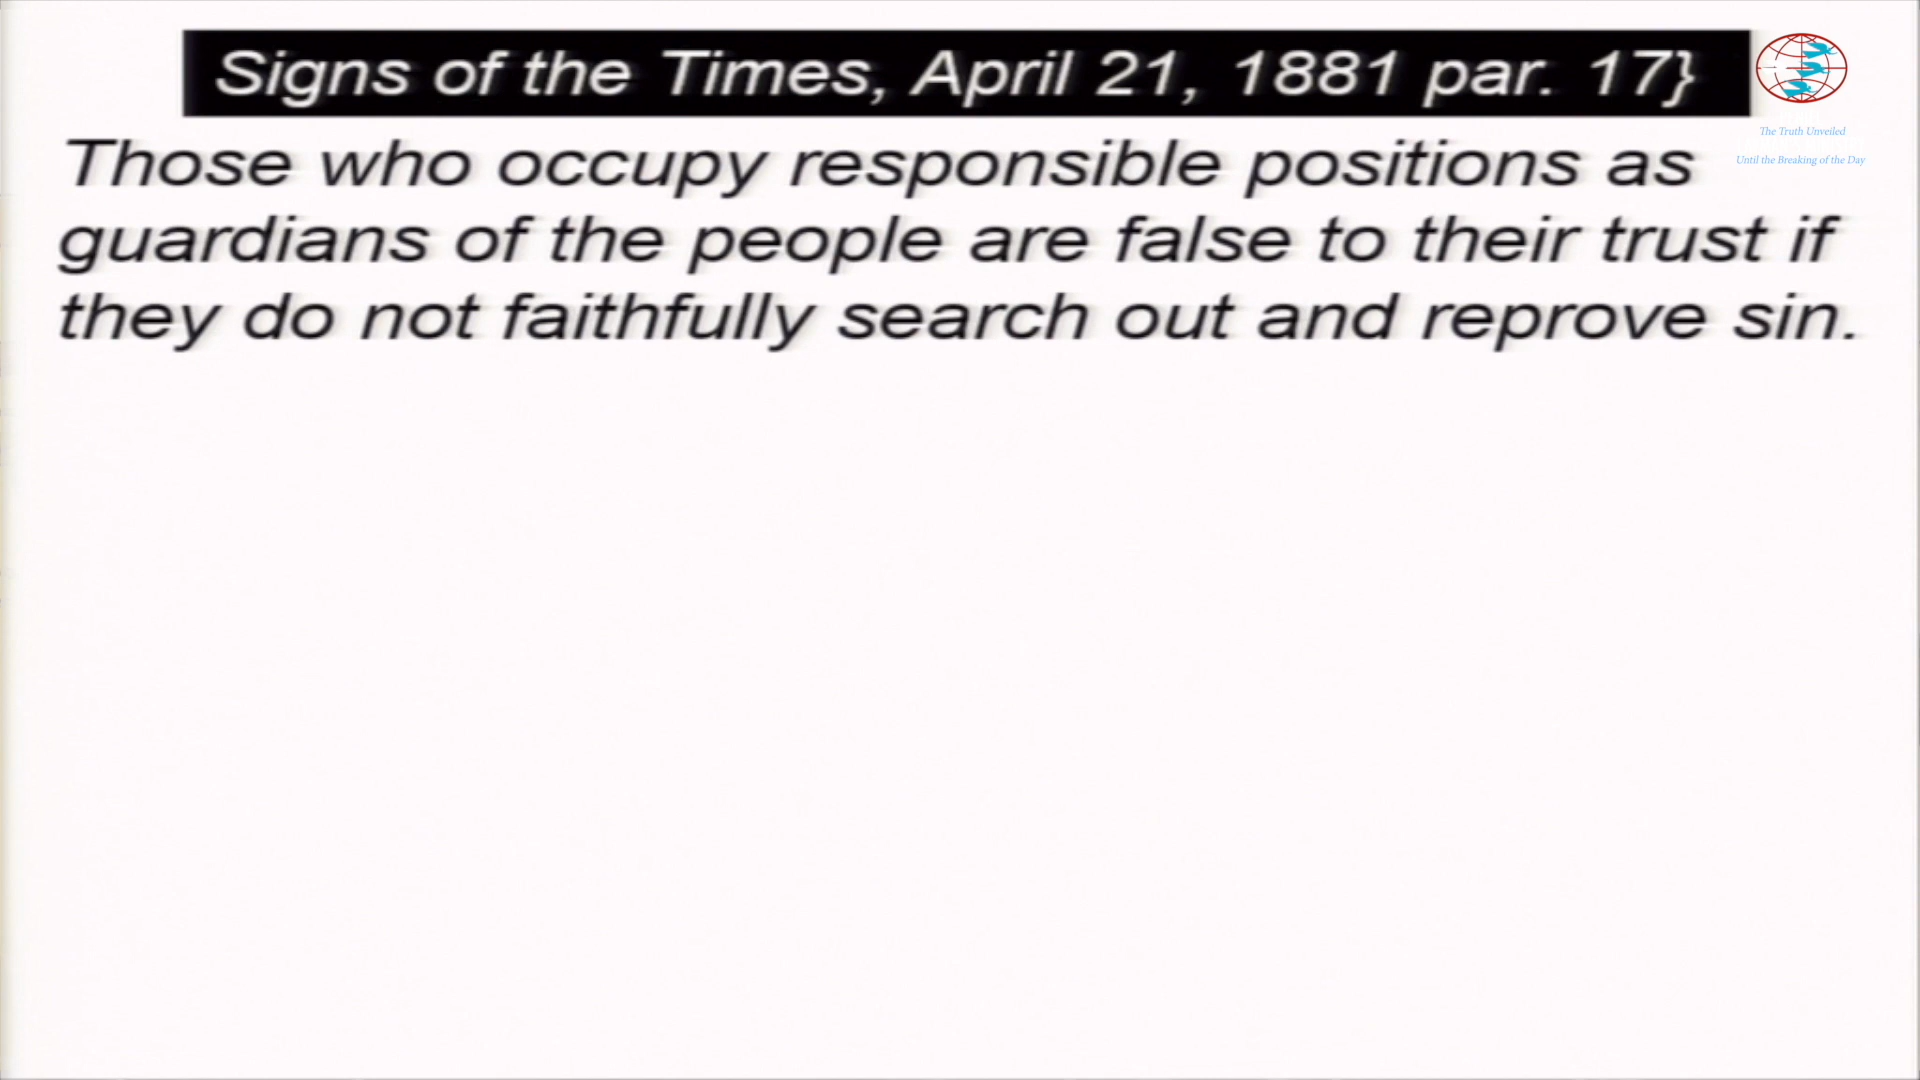 Signs of the Times, April 21, 1881 par. 17}
The Truth Unveiled
Until the Breaking of the Day
Those who occupy responsible positions as
guardians of the people are false to their trust if
they do not faithfully search out and reprove sin.